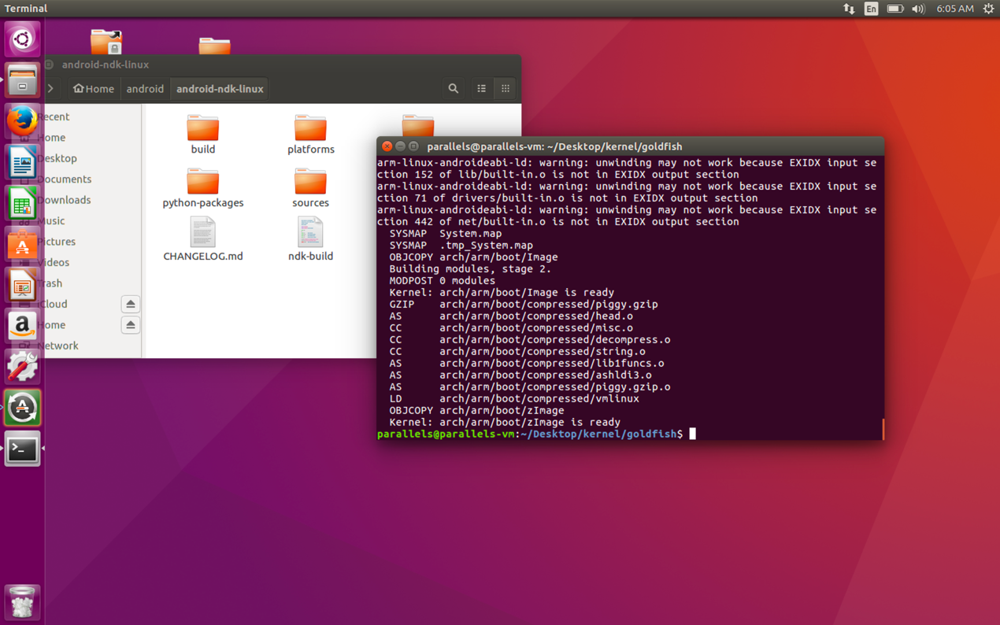 Terminal
En
6:05 AM
android-ndk-linux
Home
android
android-ndk-linux
Recent
Home
Desktop
Documents
Downloads
Music
Pictures
Videos
Trash
iCloud
Home
Network
build
platforms
python-packages
sources
CHANGELOG.md
ndk-build
parallels@parallels-vm: ~/Desktop/kernel/goldfish
arm-linux-androideabi-ld: warning: unwinding may not work because EXIDX input se
ction 152 of lib/built-in.o is not in EXIDX output section
arm-linux-androideabi-ld: warning: unwinding may not work because EXIDX input se
ction 71 of drivers/built-in.o is not in EXIDX output section
arm-linux-androideabi-ld: warning: unwinding may not work because EXIDX input se
ction 442 of net/built-in.o is not in EXIDX output section
SYSMAP  System.map
SYSMAP  .tmp_System.map
OBJCOPY arch/arm/boot/Image
Building modules, stage 2.
MODPOST 0 modules
Kernel: arch/arm/boot/Image is ready
GZIP    arch/arm/boot/compressed/piggy.gzip
AS      arch/arm/boot/compressed/head.o
CC      arch/arm/boot/compressed/misc.o
CC      arch/arm/boot/compressed/decompress.o
CC      arch/arm/boot/compressed/string.o
AS      arch/arm/boot/compressed/lib1funcs.o
AS      arch/arm/boot/compressed/ashldi3.o
AS      arch/arm/boot/compressed/piggy.gzip.o
LD      arch/arm/boot/compressed/vmlinux
OBJCOPY arch/arm/boot/zImage
Kernel: arch/arm/boot/zImage is ready
parallels@parallels-vm:~/Desktop/kernel/goldfish$